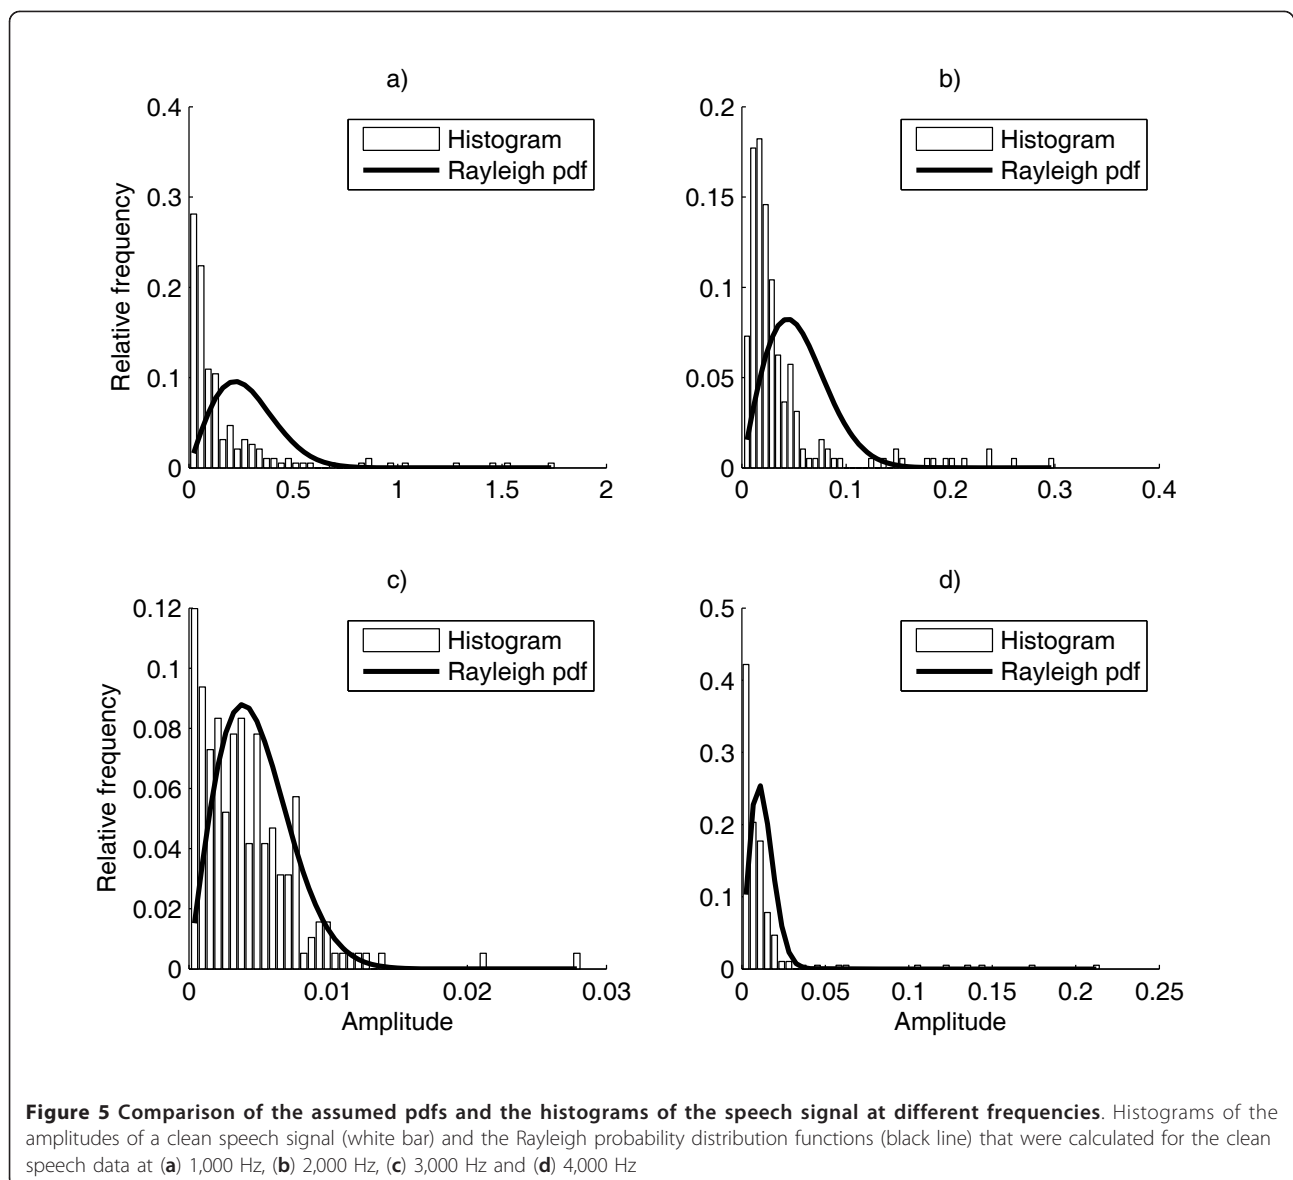 a)
0.4
0.3
0.2
0.1
0
Relative frequency
Histogram
Rayleigh pdf
0
0.5
1
1.5
2
b)
0.2
0.15
0.1
0.05
0
Histogram
Rayleigh pdf
0
0.1
0.2
0.3
0.4
c)
0.12
0.1
0.08
0.06
0.04
0.02
0
Relative frequency
Histogram
Rayleigh pdf
0
0.01
0.02
0.03
Amplitude
d)
0.5
0.4
0.3
0.2
0.1
0
Histogram
Rayleigh pdf
0
0.05
0.1
0.15
0.2
0.25
Amplitude
Figure 5 Comparison of the assumed pdfs and the histograms of the speech signal at different frequencies. Histograms of the
amplitudes of a clean speech signal (white bar) and the Rayleigh probability distribution functions (black line) that were calculated for the clean
speech data at (a) 1,000 Hz, (b) 2,000 Hz, (c) 3,000 Hz and (d) 4,000 Hz